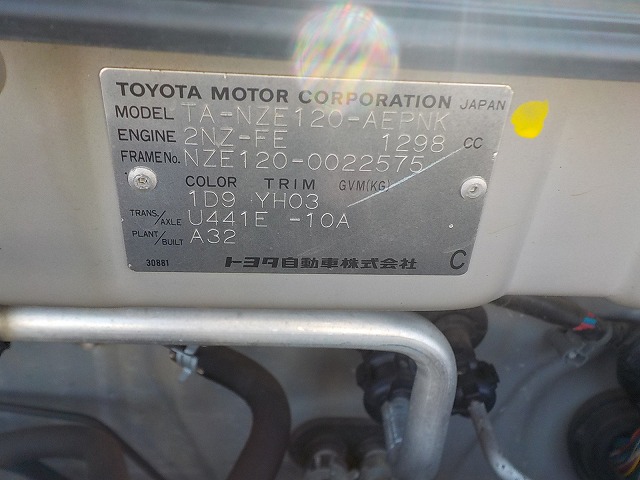 TOYOTA MOTOR CORPORATION JAPAN
MODEL TA-NZE120-AEPNK
ENGINE 2NZ-FE 1298 CC
FRAME No. NZE120-0022575
COLOR TRIM GVM(KG)
1D9 YH03
TRANS./AXLE U441E -10A
PLANT/BUILT A32
30881 トヨタ自動車株式会社 C